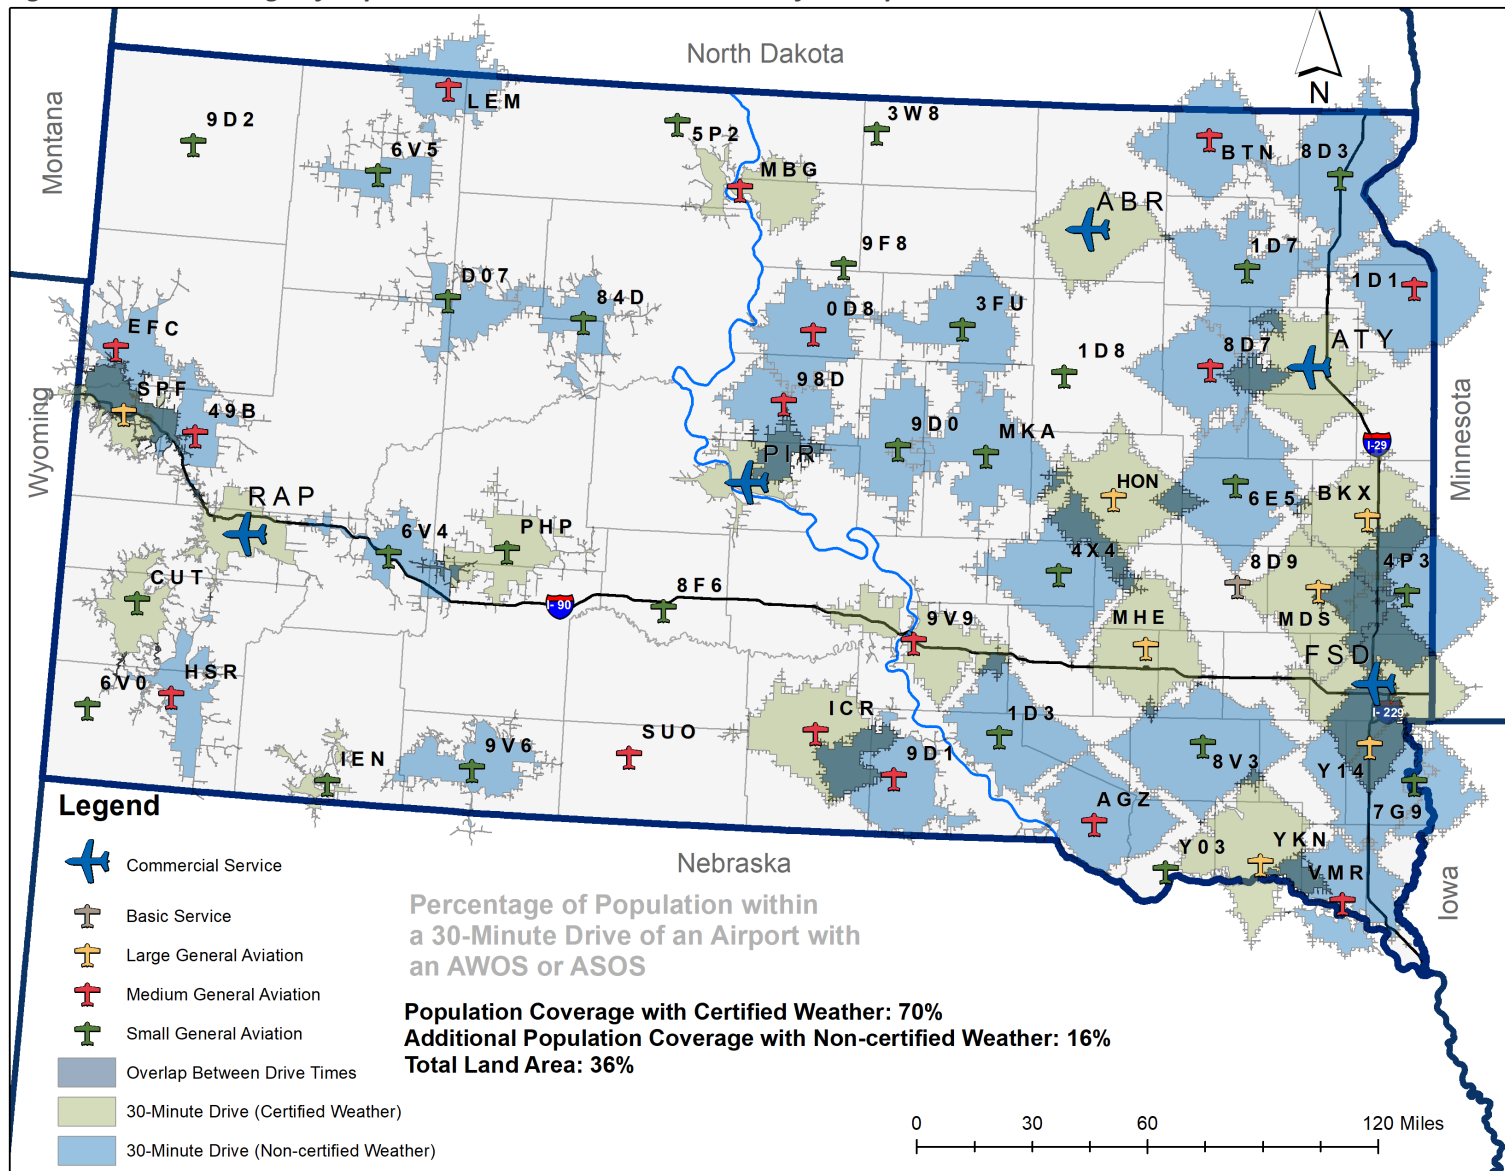 North Dakota
Montana
N
9D2
LEM
6V5
5P2
3W8
MBG
BTN
8D3
ABR
9F8
1D7
1D1
D07
84D
0D8
3FU
EFC
1D8
8D7
ATY
SPF
98D
Wyoming
49B
9D0
MKA
Minnesota
PIR
I-29
RAP
HON
6E5
BKX
6V4
PHP
4X4
8D9
4P3
CUT
8F6
I-90
9V9
MHE
MDS
FSD
HSR
6V0
ICR
1D3
I-229
SUO
IEN
9V6
9D1
8V3
Y14
AGZ
7G9
Y03
YKN
VMR
Nebraska
Iowa
Legend
Commercial Service
Basic Service
Large General Aviation
Medium General Aviation
Small General Aviation
Overlap Between Drive Times
30-Minute Drive (Certified Weather)
30-Minute Drive (Non-certified Weather)
Percentage of Population within
a 30-Minute Drive of an Airport with
an AWOS or ASOS
Population Coverage with Certified Weather: 70%
Additional Population Coverage with Non-certified Weather: 16%
Total Land Area: 36%
0 30 60 120 Miles